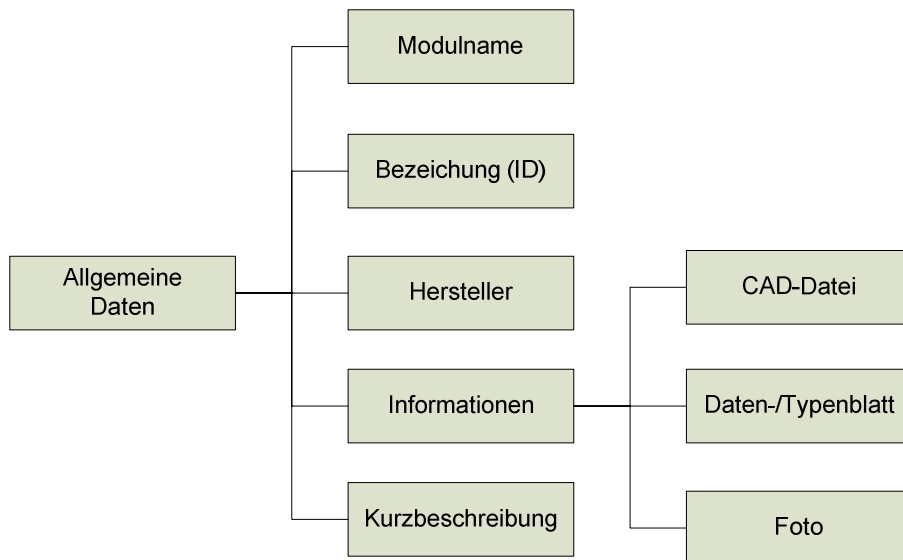 Modulname
Bezeichung (ID)
Allgemeine
Daten
Hersteller
CAD-Datei
Informationen
Daten-/Typenblatt
Kurzbeschreibung
Foto